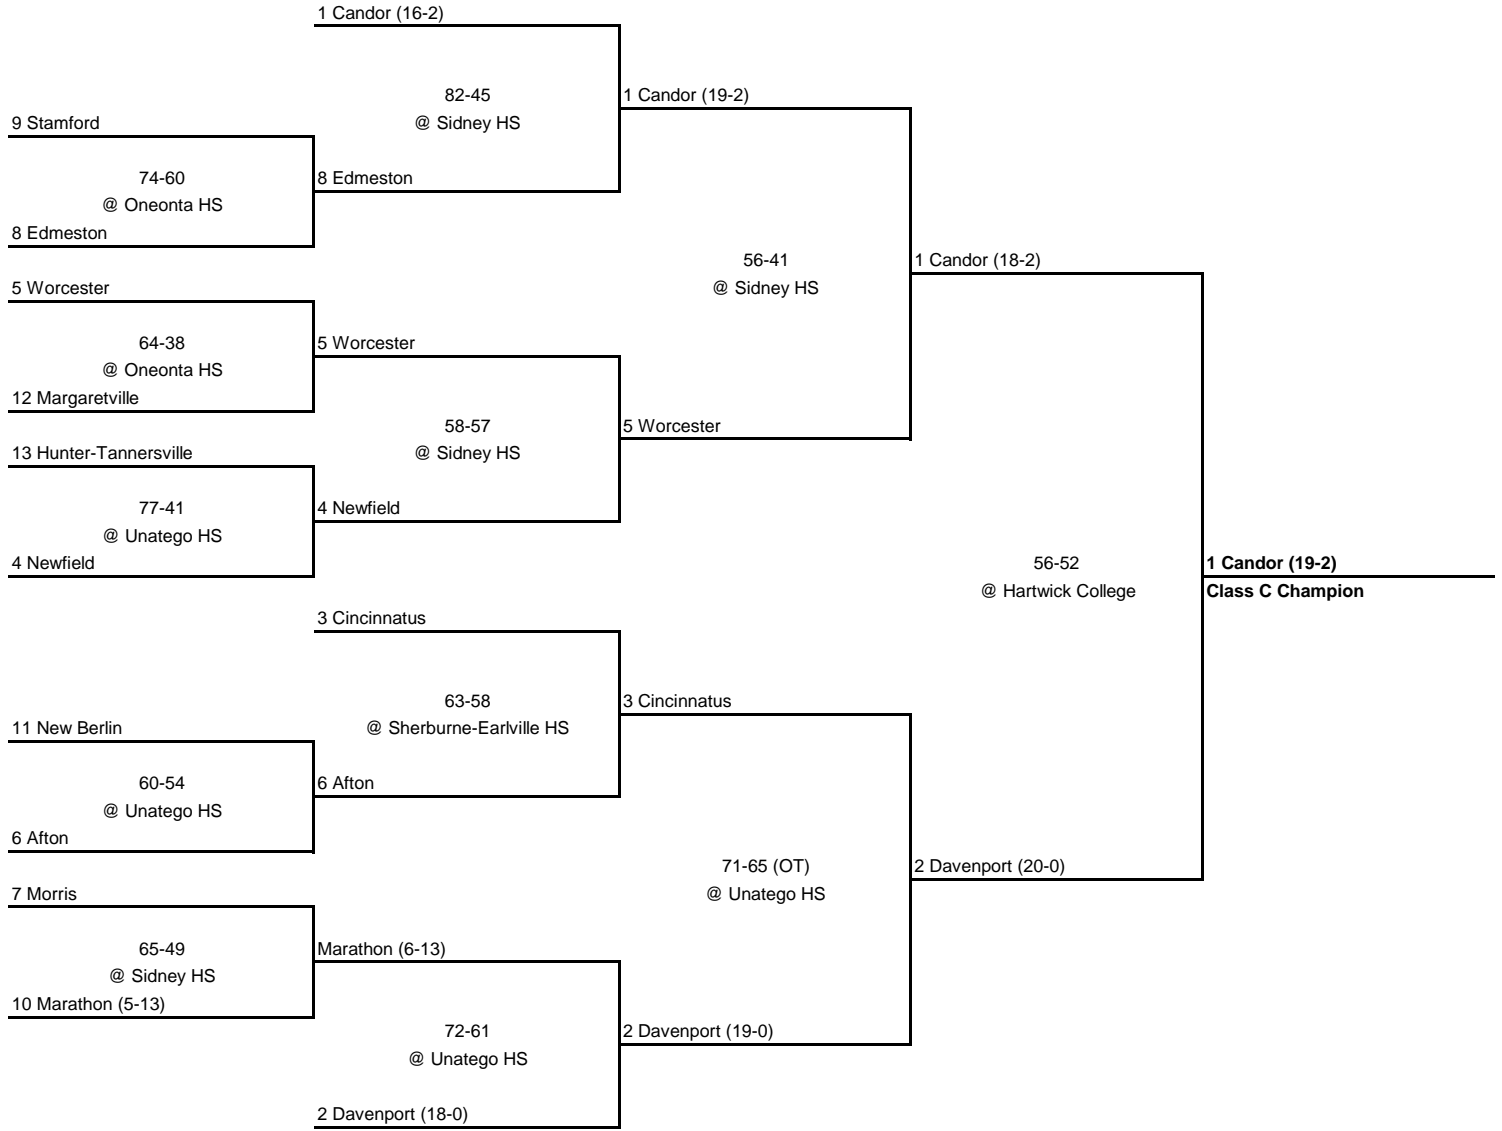 1 Candor (16-2)
82-45
@ Sidney HS
1 Candor (19-2)
9 Stamford
74-60
@ Oneonta HS
8 Edmeston
8 Edmeston
56-41
@ Sidney HS
1 Candor (18-2)
5 Worcester
64-38
@ Oneonta HS
5 Worcester
12 Margaretville
58-57
@ Sidney HS
5 Worcester
13 Hunter-Tannersville
77-41
@ Unatego HS
4 Newfield
4 Newfield
56-52
@ Hartwick College
1 Candor (19-2)
Class C Champion
3 Cincinnatus
63-58
@ Sherburne-Earlville HS
3 Cincinnatus
11 New Berlin
60-54
@ Unatego HS
6 Afton
6 Afton
71-65 (OT)
@ Unatego HS
2 Davenport (20-0)
7 Morris
65-49
@ Sidney HS
Marathon (6-13)
10 Marathon (5-13)
72-61
@ Unatego HS
2 Davenport (19-0)
2 Davenport (18-0)